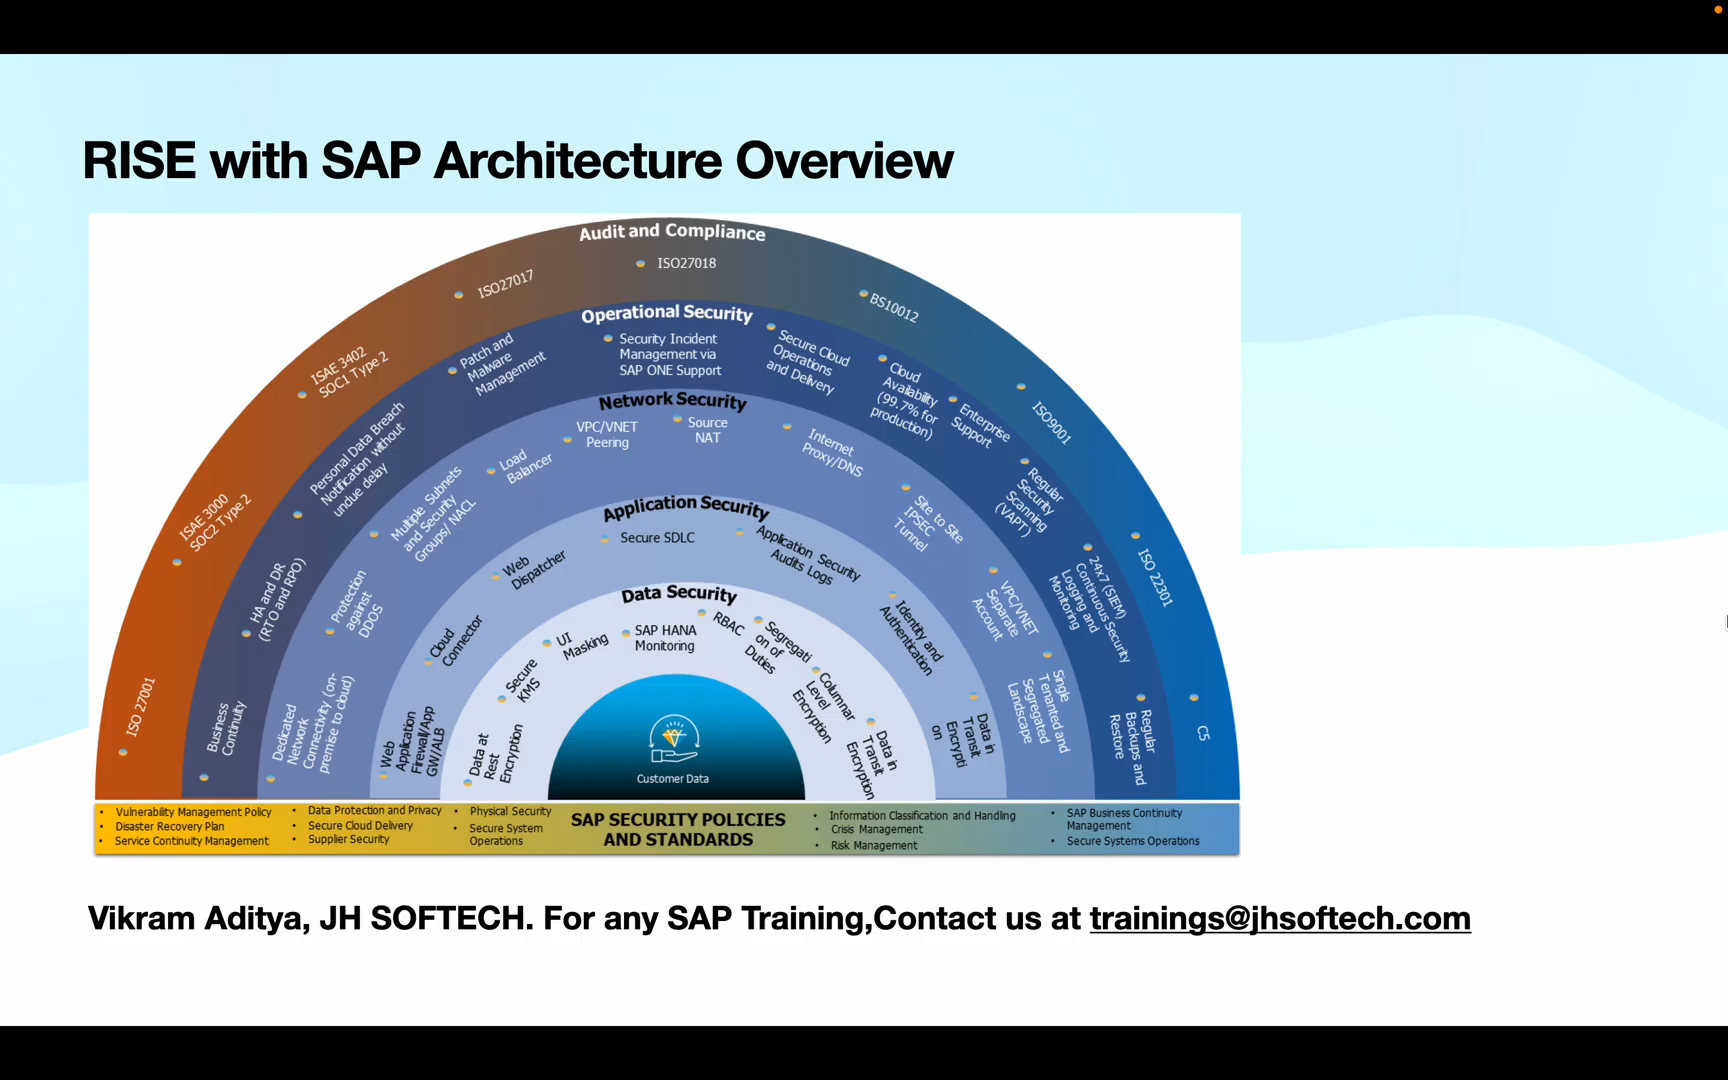 RISE with SAP Architecture Overview
Audit and Compliance
ISO 27001
ISAE 3000
SOC2 Type 2
ISAE 3402
SOC1 Type 2
ISO27017
ISO27018
BS10012
ISO9001
ISO 22301
C5
Operational Security
Business
Continuity
HA and DR
(RTO and RPO)
Personal Data Breach
Notification without
undue delay
Patch and
Malware
Management
Security Incident
Management via
SAP ONE Support
Secure Cloud
Operations
and Delivery
Cloud
Availability
(99.7% for
production)
Enterprise
Support
Regular
Security
Scanning
(VAPT)
24x7 (SIEM)
Continuous Security
Logging and
Monitoring
Regular
Backups and
Restore
Network Security
Dedicated
Network
Connectivity (on-
premise to cloud)
Protection
against
DDOS
Multiple Subnets
and Security
Groups/ NACL
Load
Balancer
VPC/VNET
Peering
Source
NAT
Internet
Proxy/DNS
Site to Site
IPSEC
Tunnel
VPC/VNET
Separate
Account
Single
Tenanted and
Segregated
Landscape
Application Security
Web
Application
Firewall/App
GW/ALB
Cloud
Connector
Web
Dispatcher
Secure SDLC
Application Security
Audits Logs
Identity and
Authentication
Data in
Transit
Encrypti
on
Data Security
Data at
Rest
Encryption
Secure
KMS
UI
Masking
SAP HANA
Monitoring
RBAC
Segregati
on of
Duties
Columnar
Level
Encryption
Data in
Transit
Encryption
Customer Data
• Vulnerability Management Policy
• Disaster Recovery Plan
• Service Continuity Management
• Data Protection and Privacy
• Secure Cloud Delivery
• Supplier Security
• Physical Security
• Secure System
Operations
SAP SECURITY POLICIES
AND STANDARDS
• Information Classification and Handling
• Crisis Management
• Risk Management
• SAP Business Continuity
Management
• Secure Systems Operations
Vikram Aditya, JH SOFTECH. For any SAP Training,Contact us at trainings@jhsoftech.com